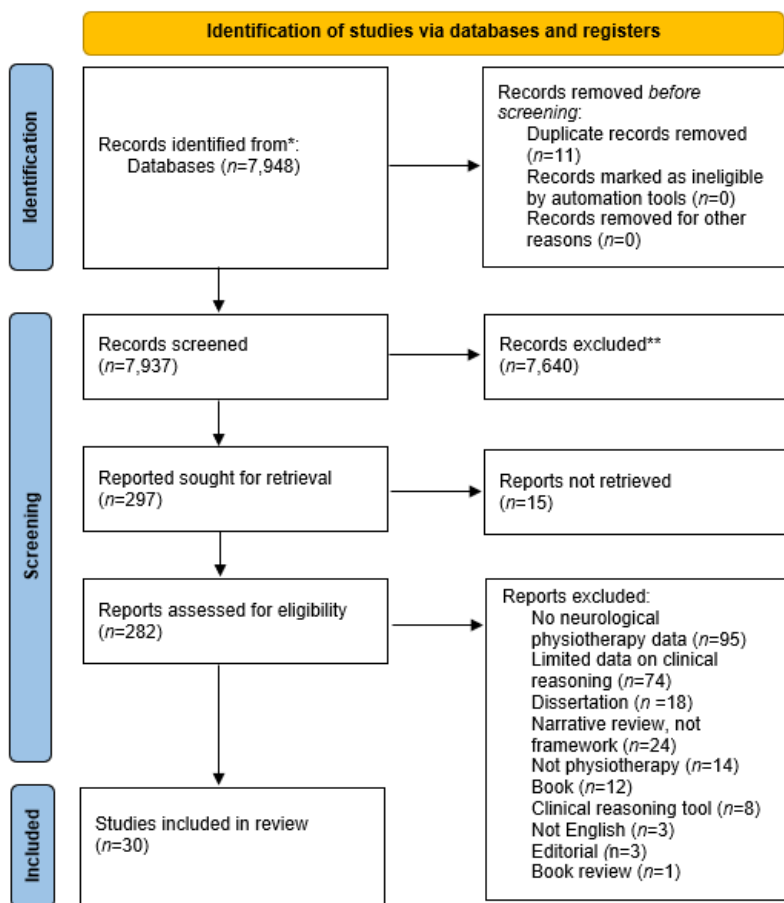 Identification of studies via databases and registers
Identification
Records identified from*:
Databases (n=7,948)
Records removed before
screening:
Duplicate records removed
(n=11)
Records marked as ineligible
by automation tools (n=0)
Records removed for other
reasons (n=0)
Screening
Records screened
(n=7,937)
Records excluded**
(n=7,640)
Reported sought for retrieval
(n=297)
Reports not retrieved
(n=15)
Reports assessed for eligibility
(n=282)
Reports excluded:
No neurological
physiotherapy data (n=95)
Limited data on clinical
reasoning (n=74)
Dissertation (n =18)
Narrative review, not
framework (n=24)
Not physiotherapy (n=14)
Book (n=12)
Clinical reasoning tool (n=8)
Not English (n=3)
Editorial (n=3)
Book review (n=1)
Included
Studies included in review
(n=30)